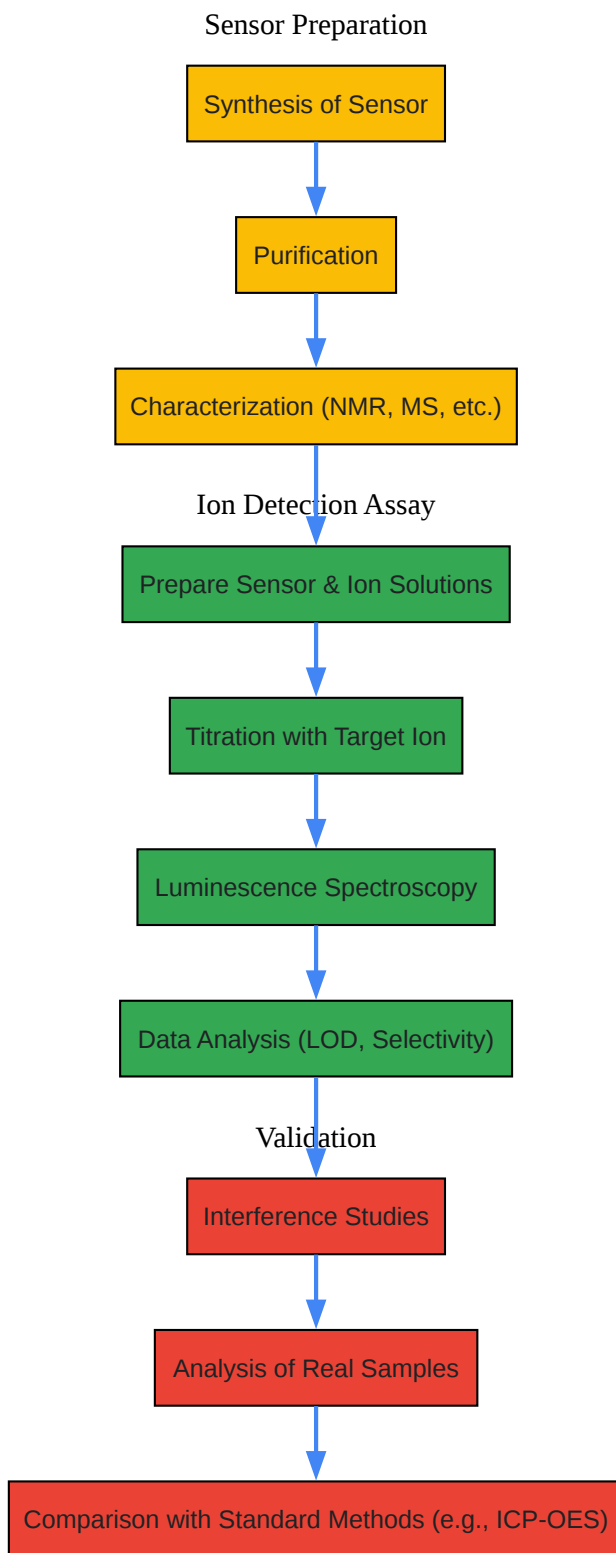 Sensor Preparation
Synthesis of Sensor
Purification
Characterization (NMR, MS, etc.)
Ion Detection Assay
Prepare Sensor & Ion Solutions
Titration with Target Ion
Luminescence Spectroscopy
Data Analysis (LOD, Selectivity)
Validation
Interference Studies
Analysis of Real Samples
Comparison with Standard Methods (e.g., ICP-OES)